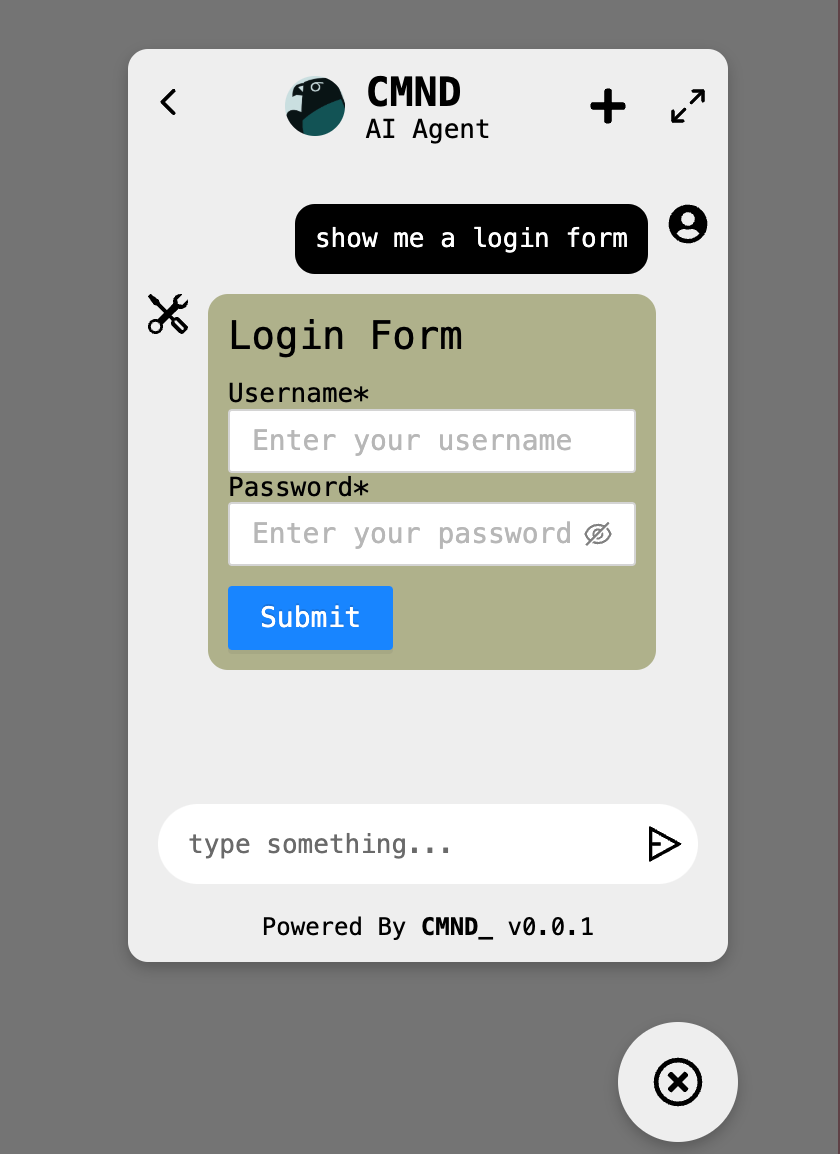 CMND
AI Agent
show me a login form
Login Form
Username*
Enter your username
Password*
Enter your password
Submit
type something...
Powered By CMND_ v0.0.1